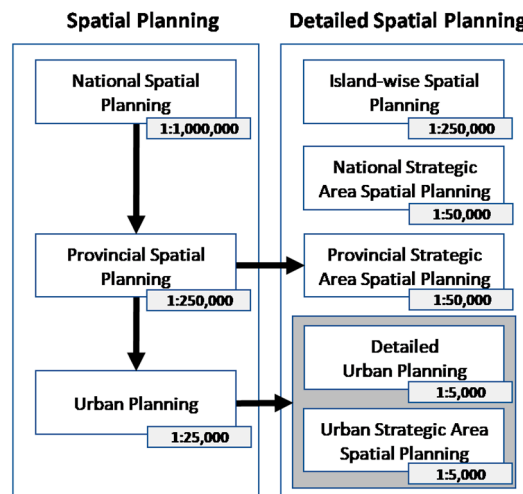 Spatial Planning
National Spatial
Planning
1:1,000,000
Provincial Spatial
Planning
1:250,000
Urban Planning
1:25,000
Detailed Spatial Planning
Island-wise Spatial
Planning
1:250,000
National Strategic
Area Spatial Planning
1:50,000
Provincial Strategic
Area Spatial Planning
1:50,000
Detailed
Urban Planning
1:5,000
Urban Strategic Area
Spatial Planning
1:5,000